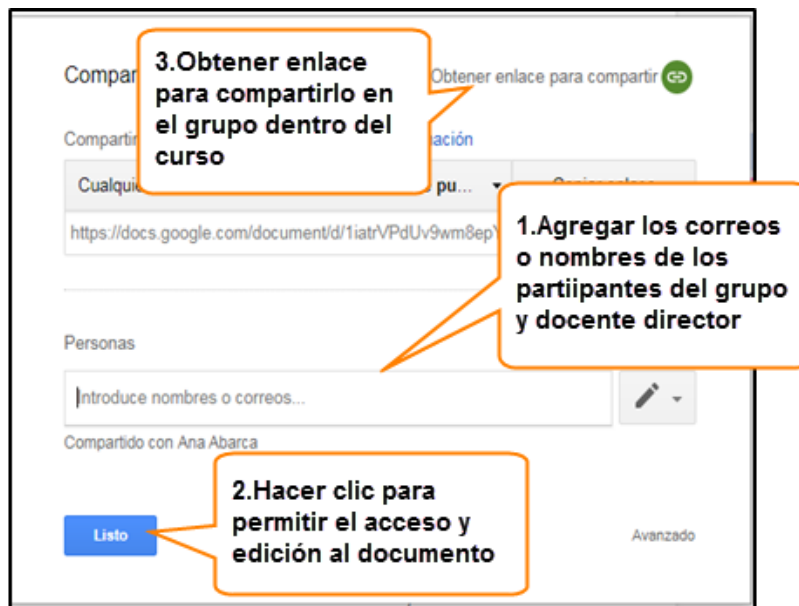 Compar
3.Obtener enlace
para compartirlo en
el grupo dentro del
curso
Obtener enlace para compartir
Compartir
ación
Cualqui
pu...
https://docs.google.com/document/d/1iatrVPdUv9wm8epY
1.Agregar los correos
o nombres de los
partiipantes del grupo
y docente director
Personas
Introduce nombres o correos...
Compartido con Ana Abarca
2.Hacer clic para
permitir el acceso y
edición al documento
Listo
Avanzado